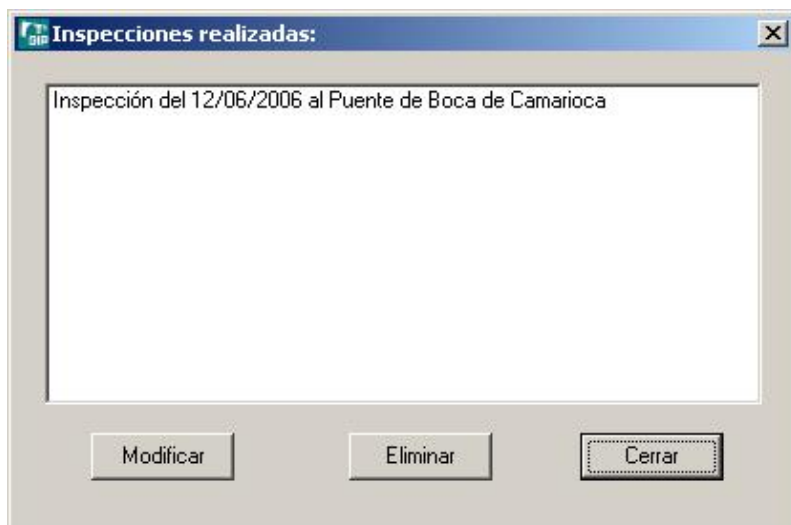 Inspecciones realizadas:
Inspección del 12/06/2006 al Puente de Boca de Camarioca
Modificar Eliminar Cerrar